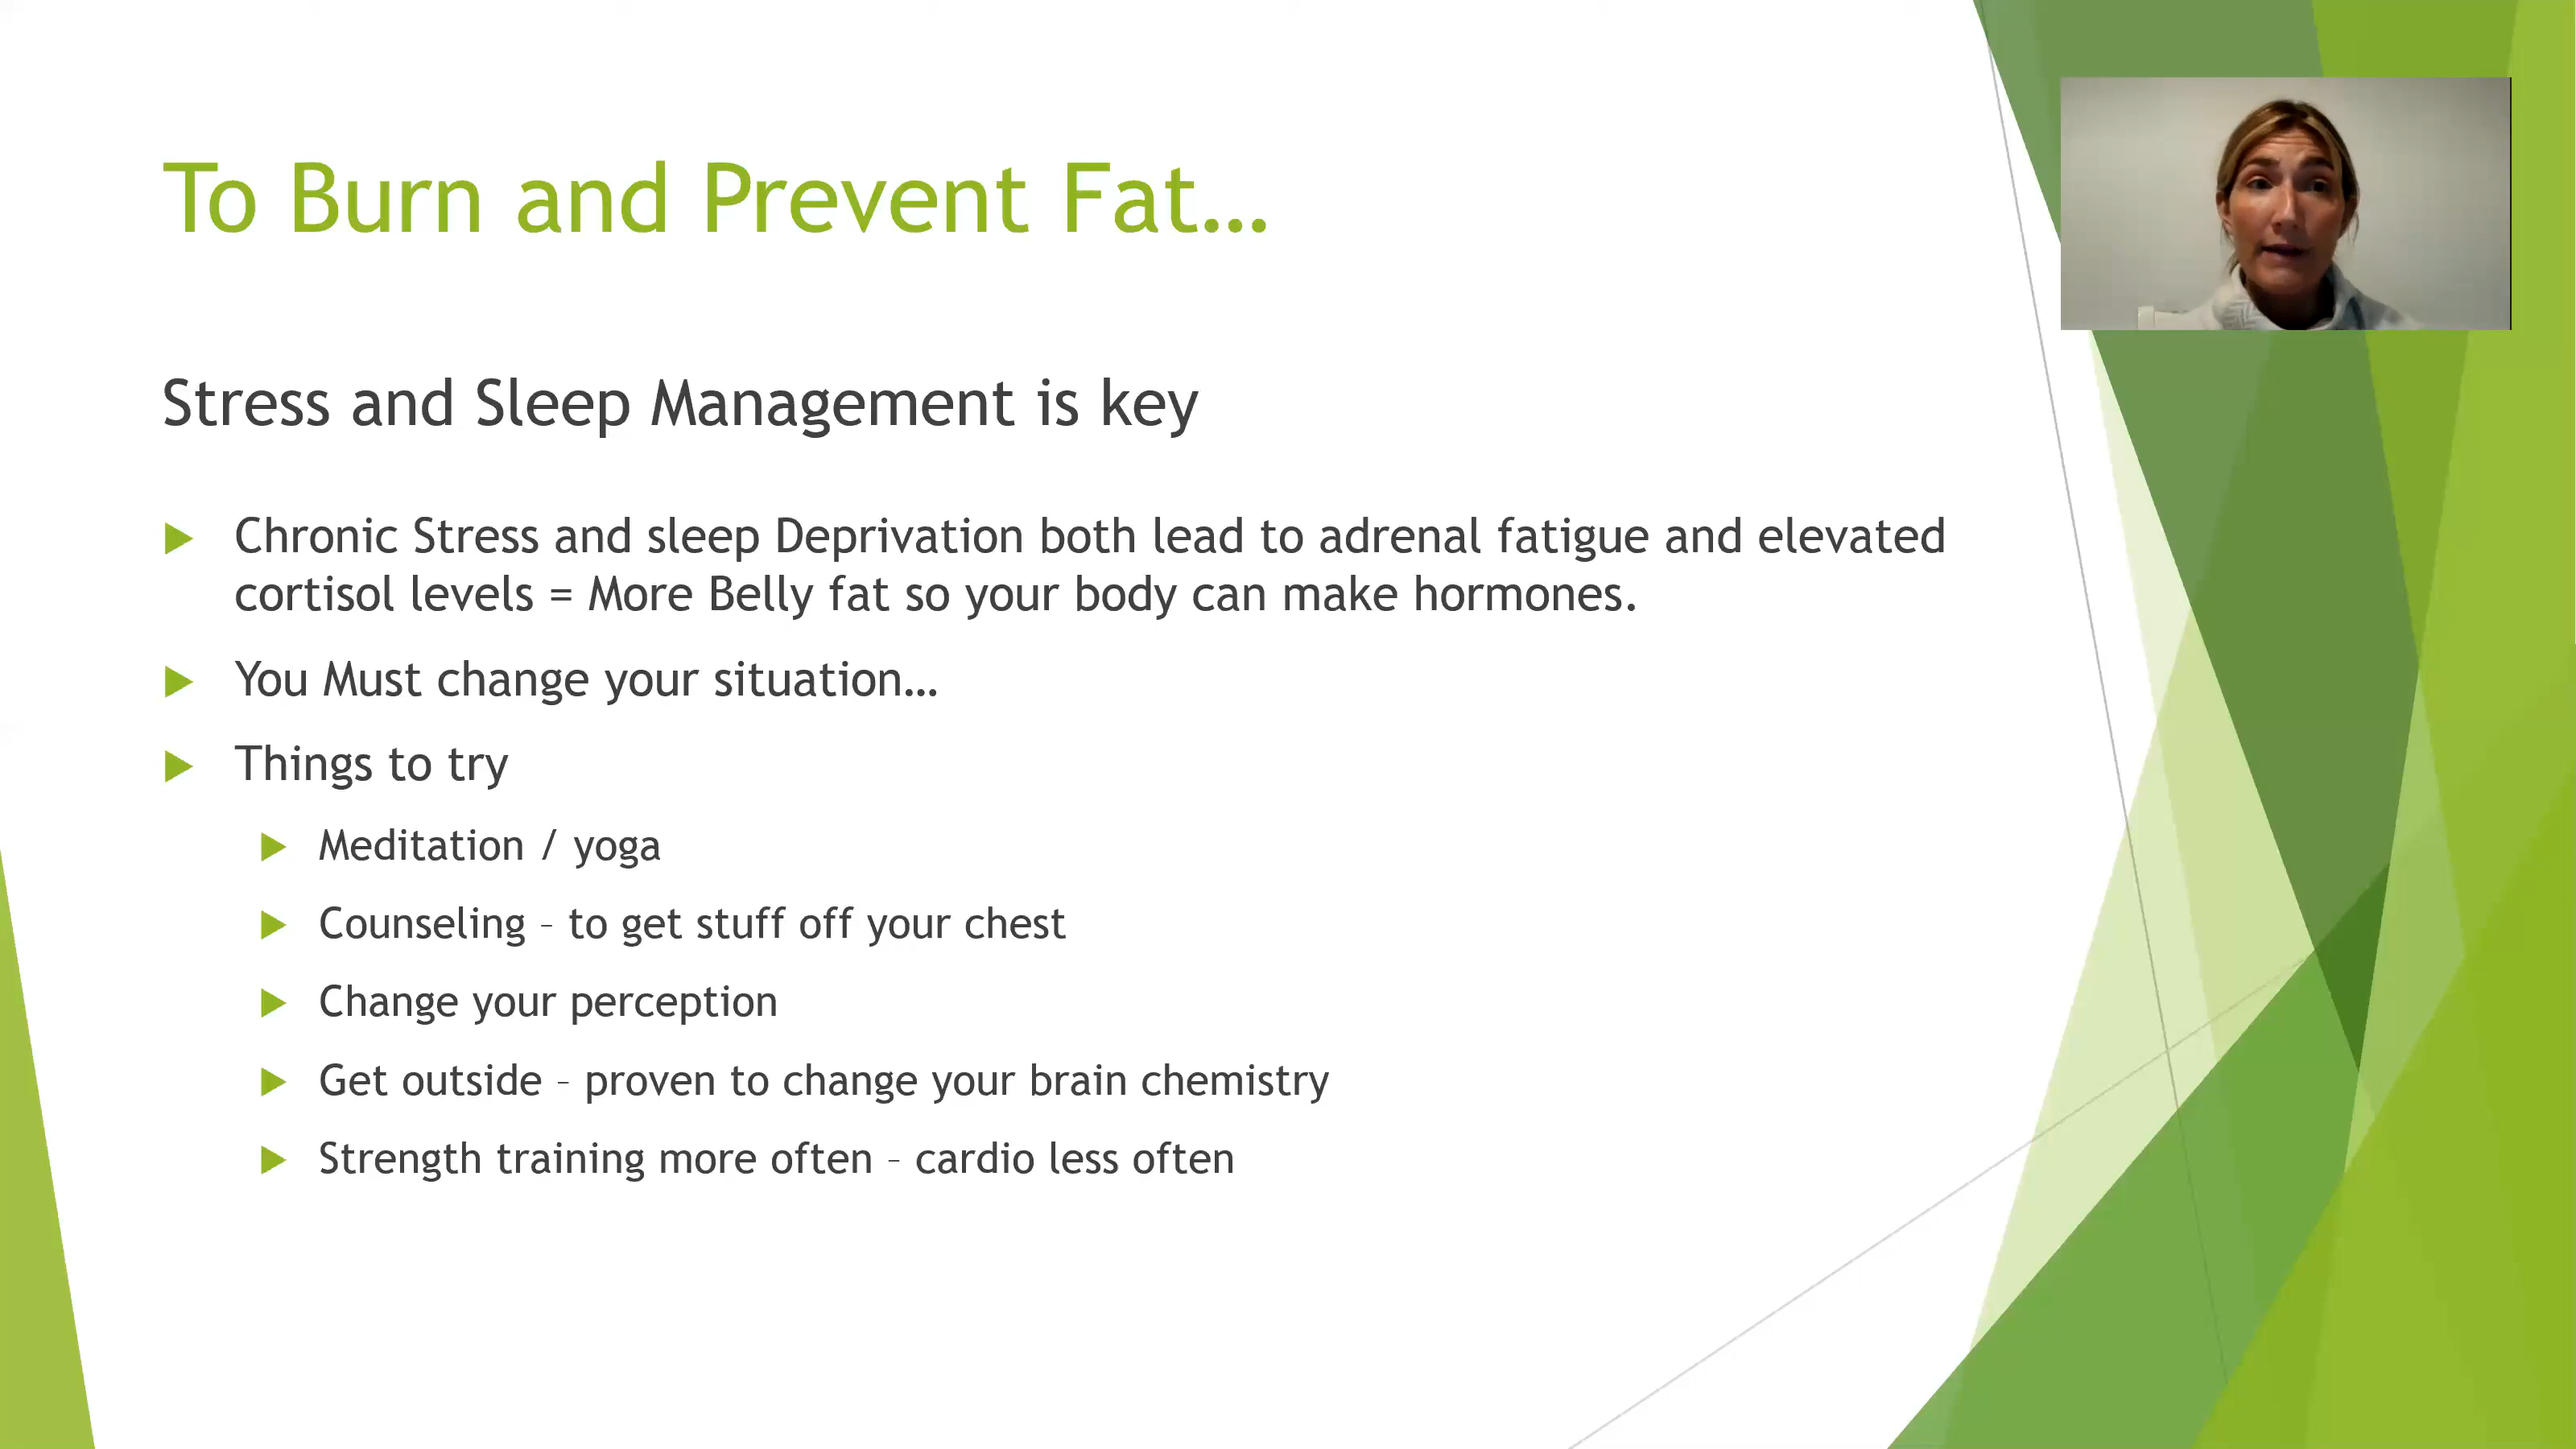 To Burn and Prevent Fat…
Stress and Sleep Management is key
Chronic Stress and sleep Deprivation both lead to adrenal fatigue and elevated
cortisol levels = More Belly fat so your body can make hormones.
You Must change your situation…
Things to try
Meditation / yoga
Counseling – to get stuff off your chest
Change your perception
Get outside – proven to change your brain chemistry
Strength training more often – cardio less often